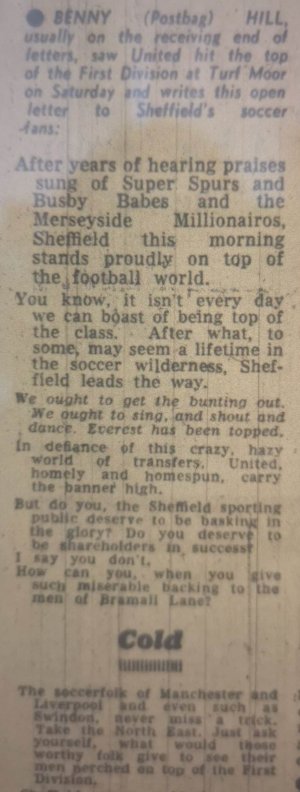 ● BENNY (Postbag) HILL,
usually on the receiving end of
letters, saw United hit the top
of the First Division at Turf Moor
on Saturday and writes this open
letter to Sheffield's soccer
fans:
After years of hearing praises
sung of Super Spurs and
Busby Babes and the
Merseyside Millionairos,
Sheffield this morning
stands proudly on top of
the football world.
You know, it isn't every day
we can boast of being top of
the class. After what, to
some, may seem a lifetime in
the soccer wilderness, Shef-
field leads the way.
We ought to get the bunting out.
We ought to sing, and shout and
dance. Everest has been topped.
In defiance of this crazy, hazy
world of transfers, United,
homely and homespun, carry
the banner high.
But do you, the Sheffield sporting
public deserve to be basking in
the glory? Do you deserve to
be shareholders in success?
I say you don't,
How can you, when you give
such miserable backing to the
men of Bramall Lane?
Cold
The soccerfolk of Manchester and
Liverpool and even such as
Swindon, never miss a trick.
Take the North East. Just ask
yourself, what would those
worthy folk give to see their
men perched on top of the First
Division.